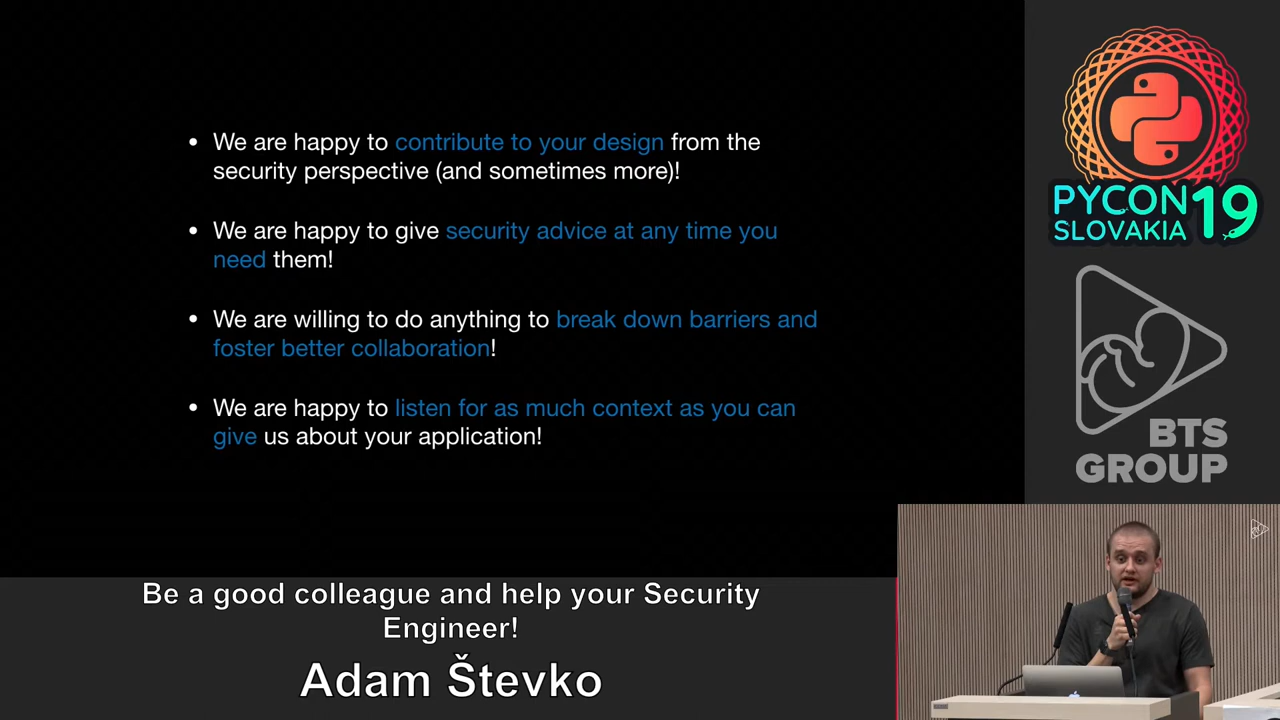 • We are happy to contribute to your design from the
security perspective (and sometimes more)!
• We are happy to give security advice at any time you
need them!
• We are willing to do anything to break down barriers and
foster better collaboration!
• We are happy to listen for as much context as you can
give us about your application!
PYCON 19
SLOVAKIA
BTS
GROUP
Be a good colleague and help your Security
Engineer!
Adam Števko